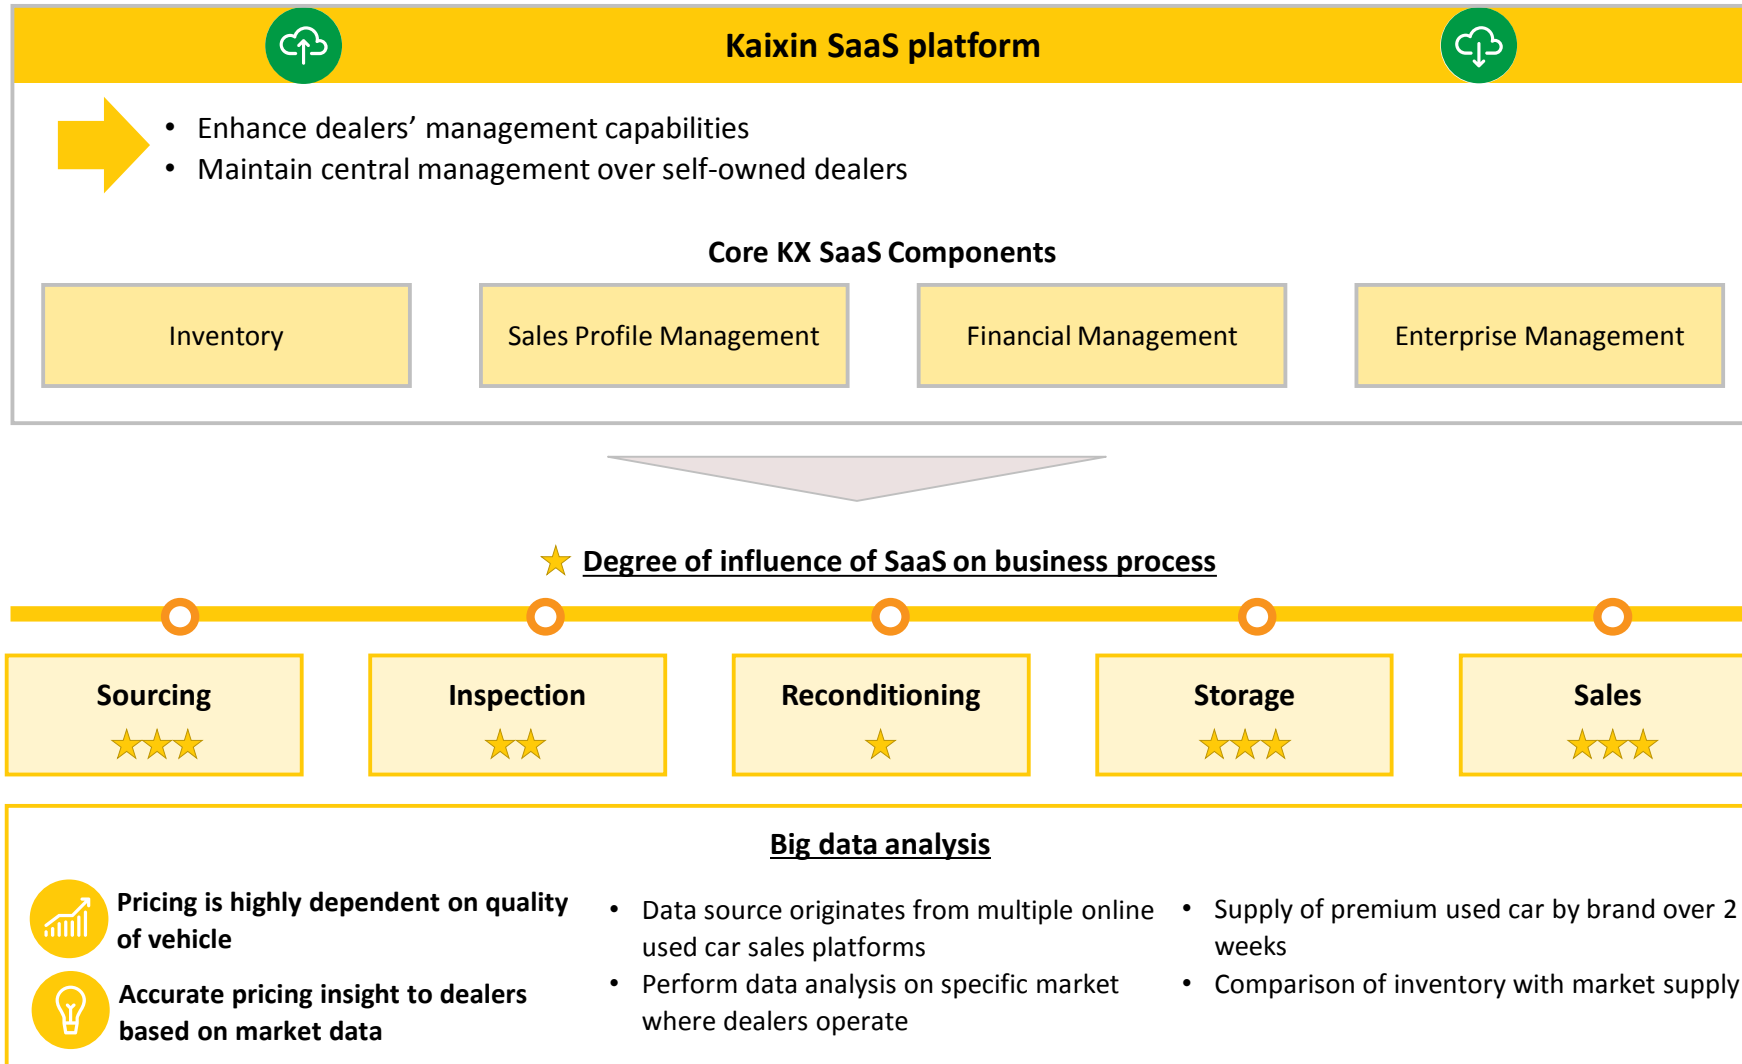 Kaixin SaaS platform
• Enhance dealers’ management capabilities
• Maintain central management over self-owned dealers
Core KX SaaS Components
Inventory
Sales Profile Management
Financial Management
Enterprise Management
Degree of influence of SaaS on business process
Sourcing
Inspection
Reconditioning
Storage
Sales
Big data analysis
Pricing is highly dependent on quality
of vehicle
Accurate pricing insight to dealers
based on market data
• Data source originates from multiple online
used car sales platforms
• Perform data analysis on specific market
where dealers operate
• Supply of premium used car by brand over 2
weeks
• Comparison of inventory with market supply